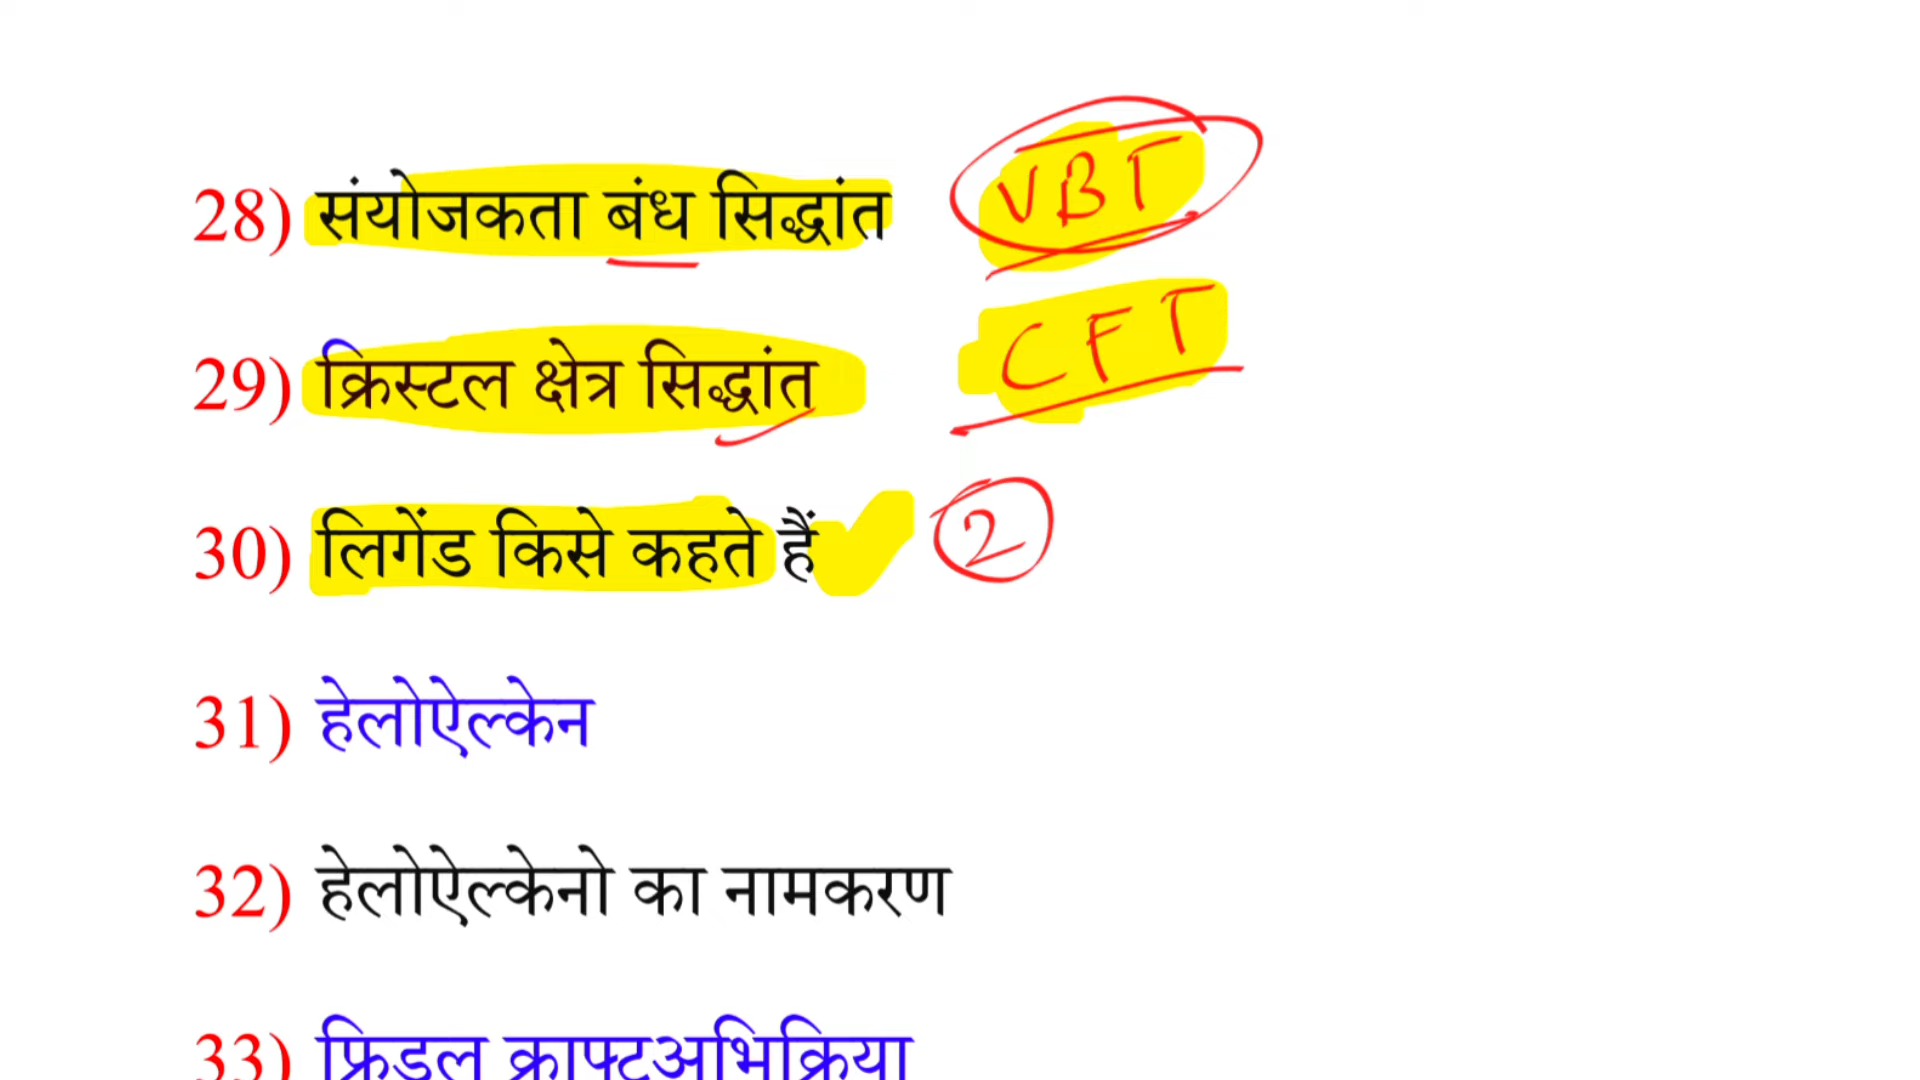 28) संयोजकता बंध सिद्धांत VBT
29) क्रिस्टल क्षेत्र सिद्धांत CFT
30) लिगेंड किसे कहते हैं 2
31) हेलोऐल्केन
32) हेलोऐल्केनो का नामकरण
33) फ्रिडल क्राफ्टअभिक्रिया